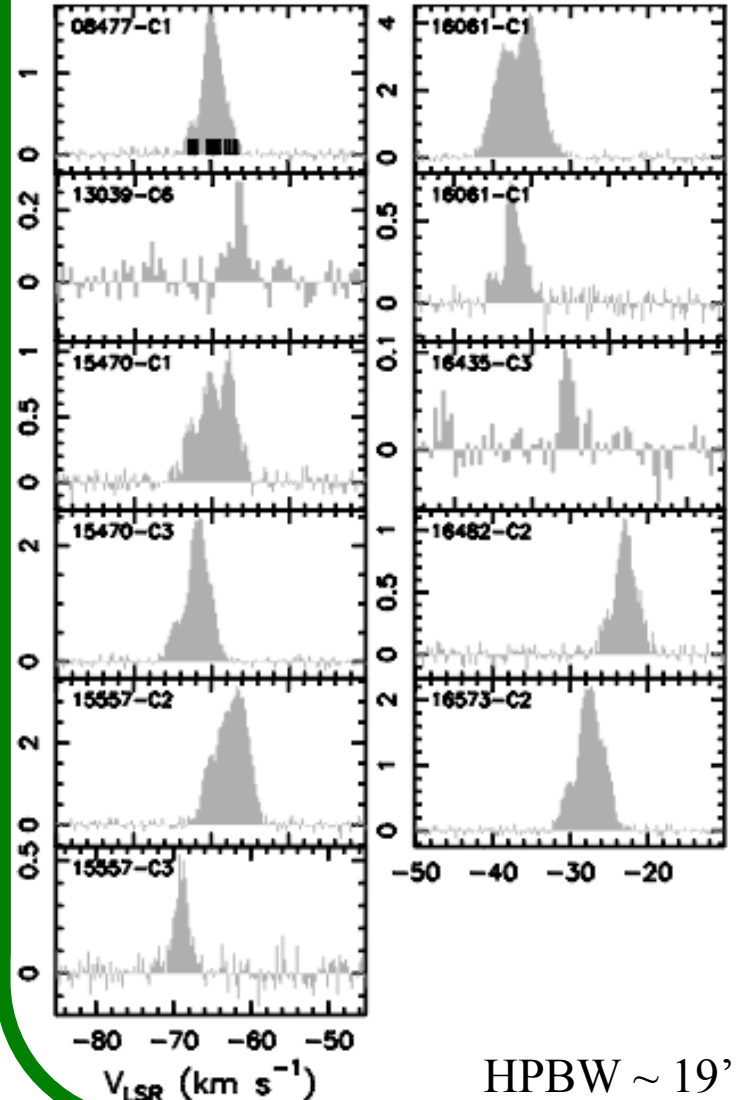 08477-C1
1
0
13039-C6
0.2
0
15470-C1
1
0.5
0
15470-C3
2
0
15557-C2
2
0
15557-C3
0.5
0
-80 -70 -60 -50
V_LSR (km s^-1)
16061-C1
4
2
0
16061-C1
0.5
0
16435-C3
0.1
0
16482-C2
1
0.5
0
16573-C2
2
1
0
-50 -40 -30 -20
HPBW ~ 19’